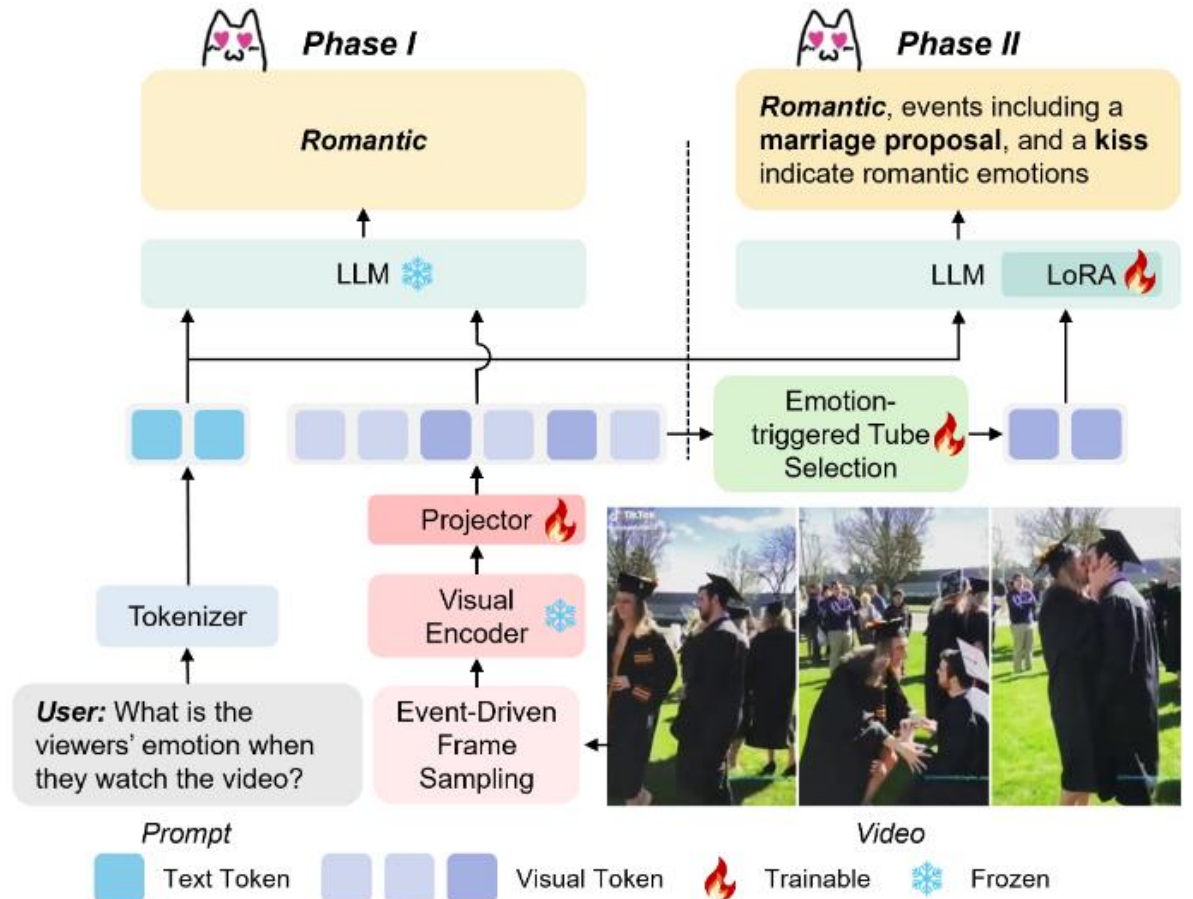 Phase I
Phase II
Romantic
Romantic, events including a
marriage proposal, and a kiss
indicate romantic emotions
LLM
LLM
LoRA
Emotion-
triggered Tube
Selection
Projector
Visual
Encoder
Tokenizer
User: What is the
viewers’ emotion when
they watch the video?
Event-Driven
Frame
Sampling
TikTok
Prompt
Video
Text Token
Visual Token
Trainable
Frozen